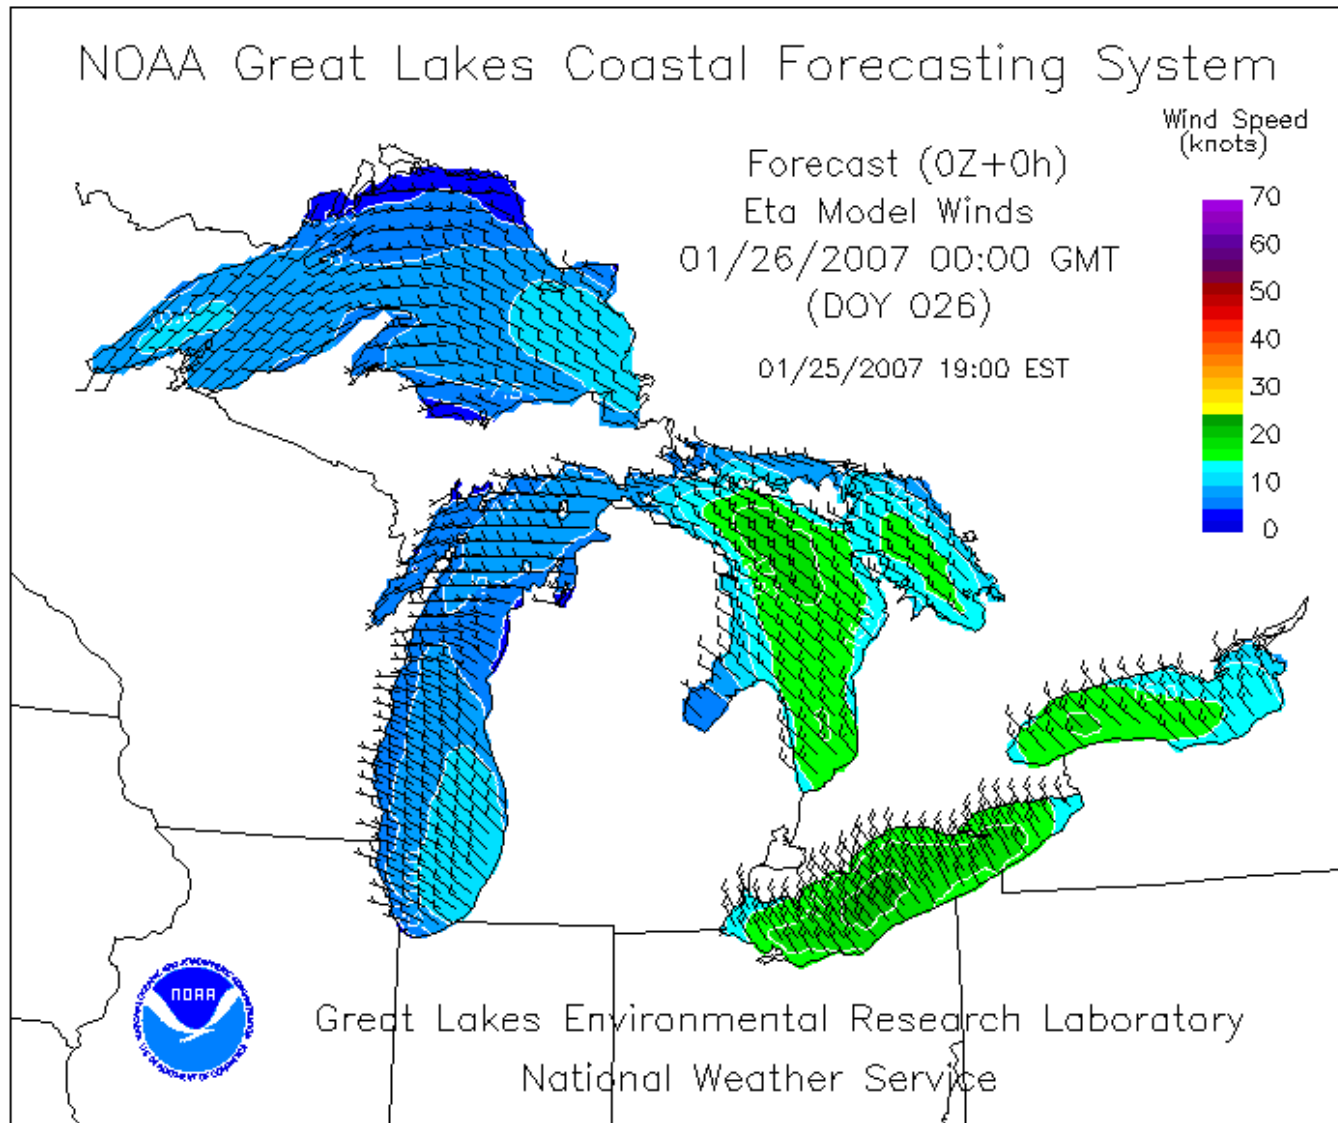 NOAA Great Lakes Coastal Forecasting System
Wind Speed
(knots)
Forecast (0Z+0h)
Eta Model Winds
01/26/2007 00:00 GMT
(DOY 026)
01/25/2007 19:00 EST
70
60
50
40
30
20
10
0
NOAA
Great Lakes Environmental Research Laboratory
National Weather Service